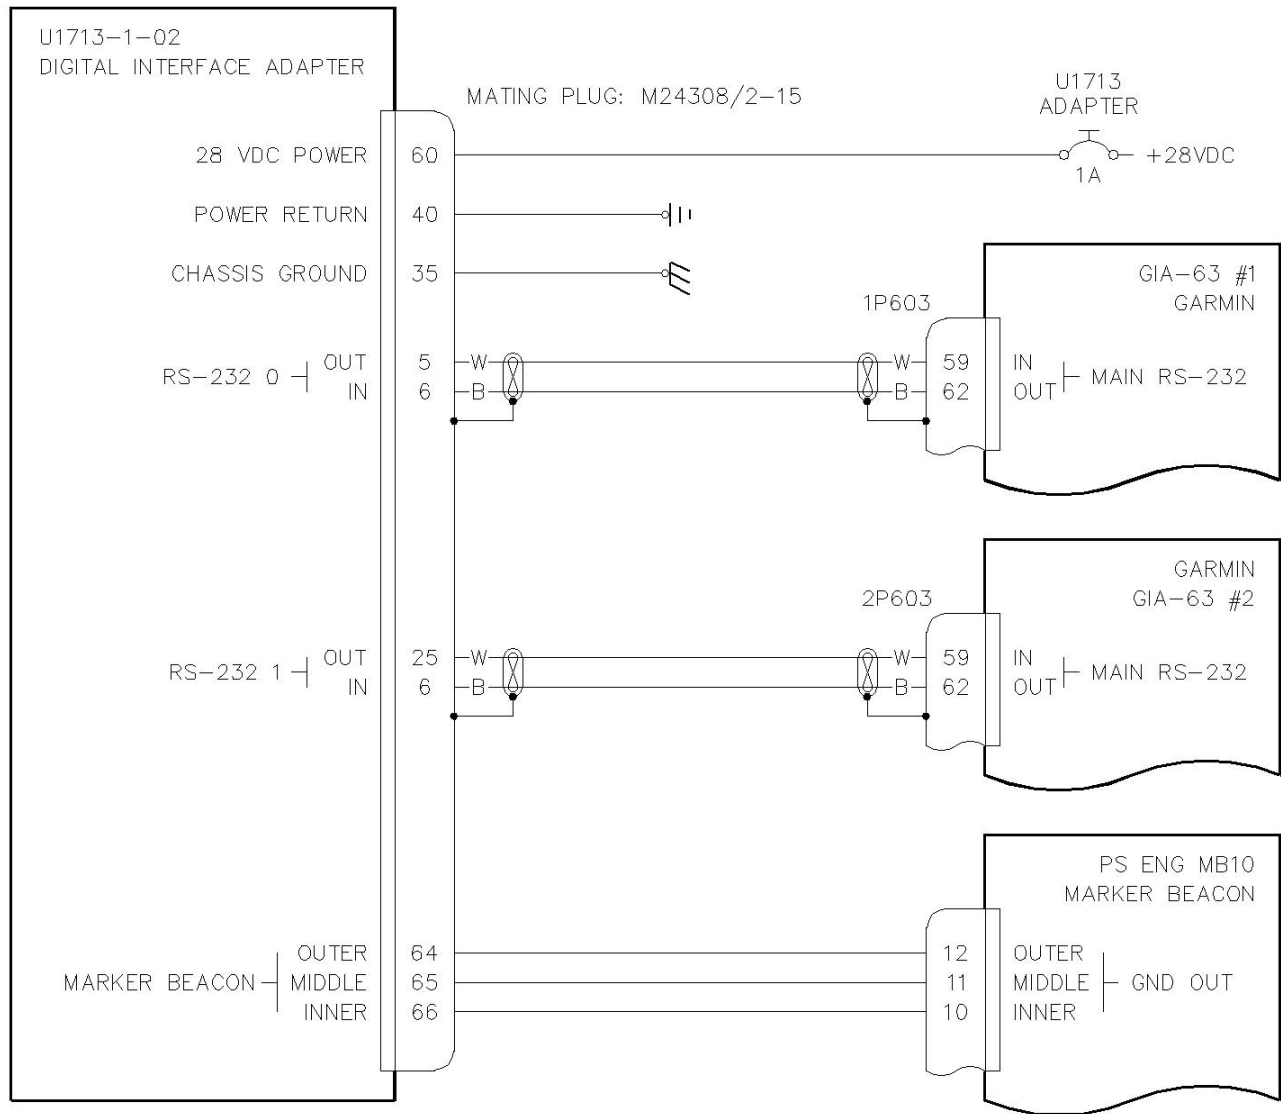 U1713-1-02
DIGITAL INTERFACE ADAPTER
MATING PLUG: M24308/2-15
U1713
ADAPTER
28 VDC POWER 60
+28VDC
1A
POWER RETURN 40
CHASSIS GROUND 35
GIA-63 #1
GARMIN
1P603
RS-232 0
OUT 5 W W 59 IN
IN 6 B B 62 OUT
MAIN RS-232
GARMIN
GIA-63 #2
2P603
RS-232 1
OUT 25 W W 59 IN
IN 6 B B 62 OUT
MAIN RS-232
PS ENG MB10
MARKER BEACON
MARKER BEACON
OUTER 64 12 OUTER
MIDDLE 65 11 MIDDLE
INNER 66 10 INNER
GND OUT